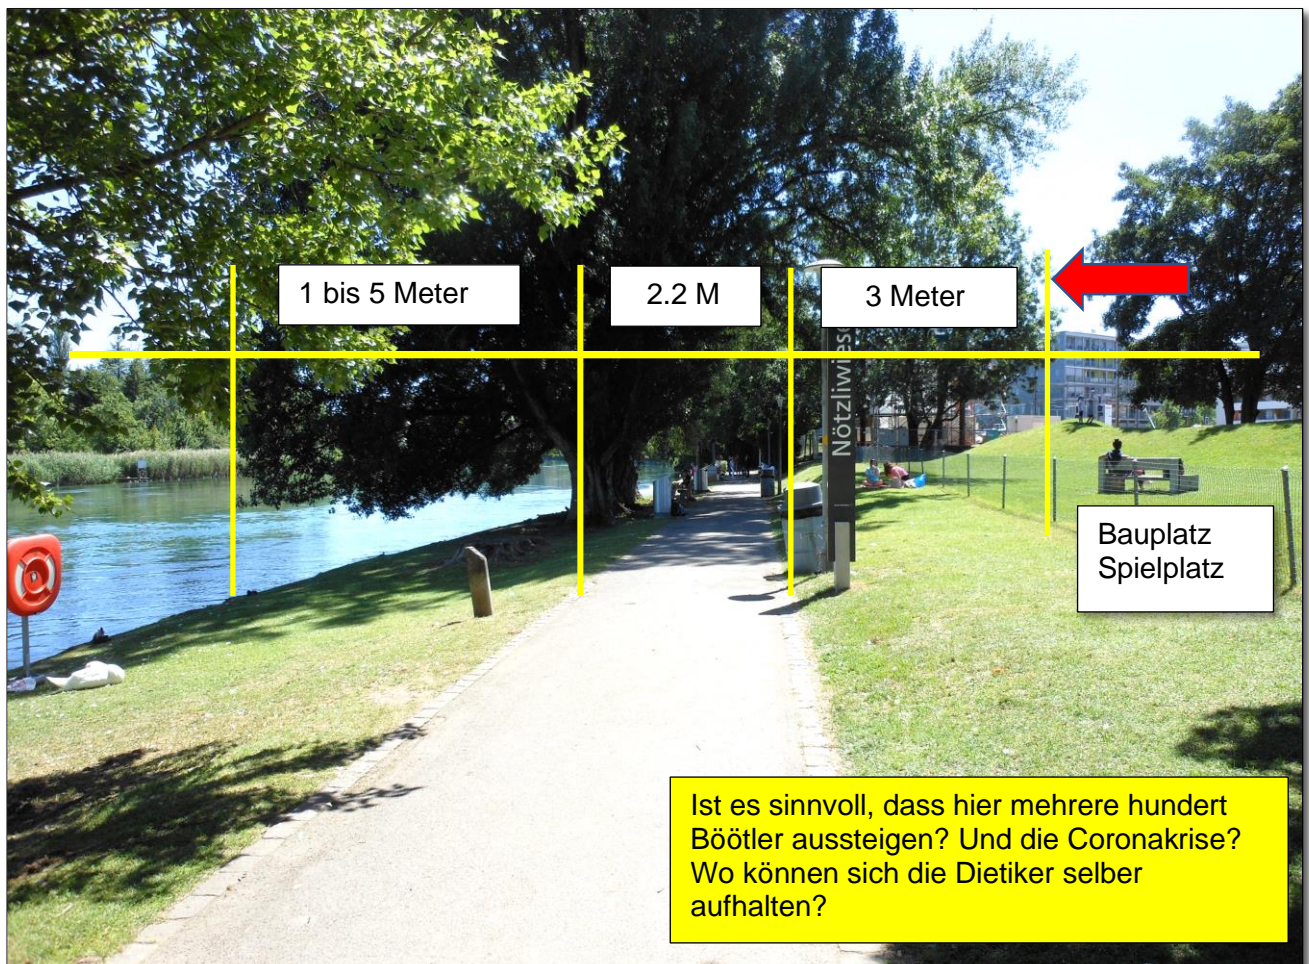 1 bis 5 Meter
2.2 M
3 Meter
Nötzliwiese
Bauplatz
Spielplatz
Ist es sinnvoll, dass hier mehrere hundert
Böötler aussteigen? Und die Coronakrise?
Wo können sich die Dietiker selber
aufhalten?